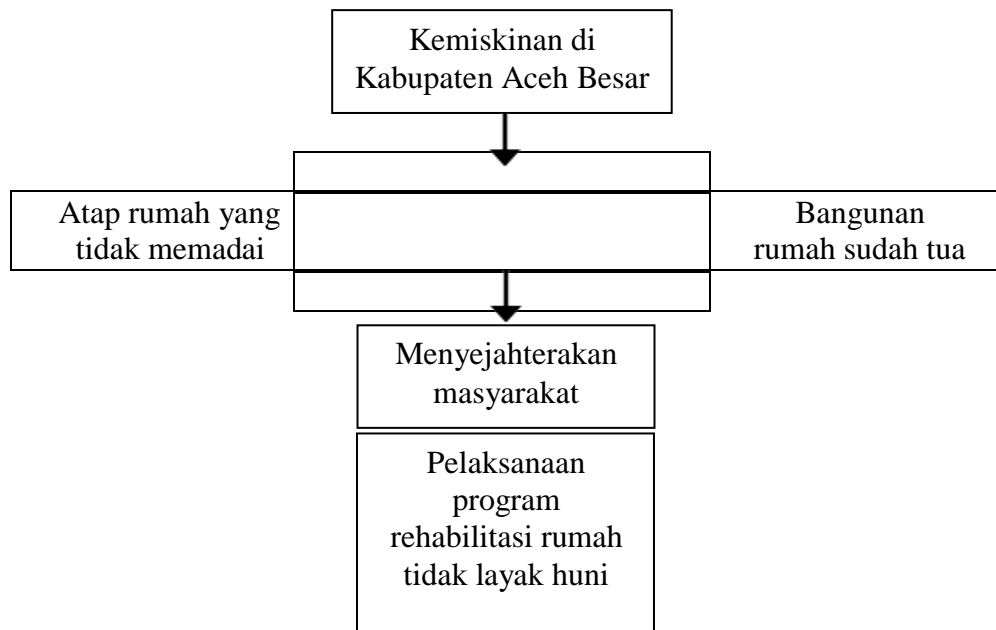 Kemiskinan di
Kabupaten Aceh Besar
Atap rumah yang
tidak memadai
Bangunan
rumah sudah tua
Menyejahterakan
masyarakat
Pelaksanaan
program
rehabilitasi rumah
tidak layak huni